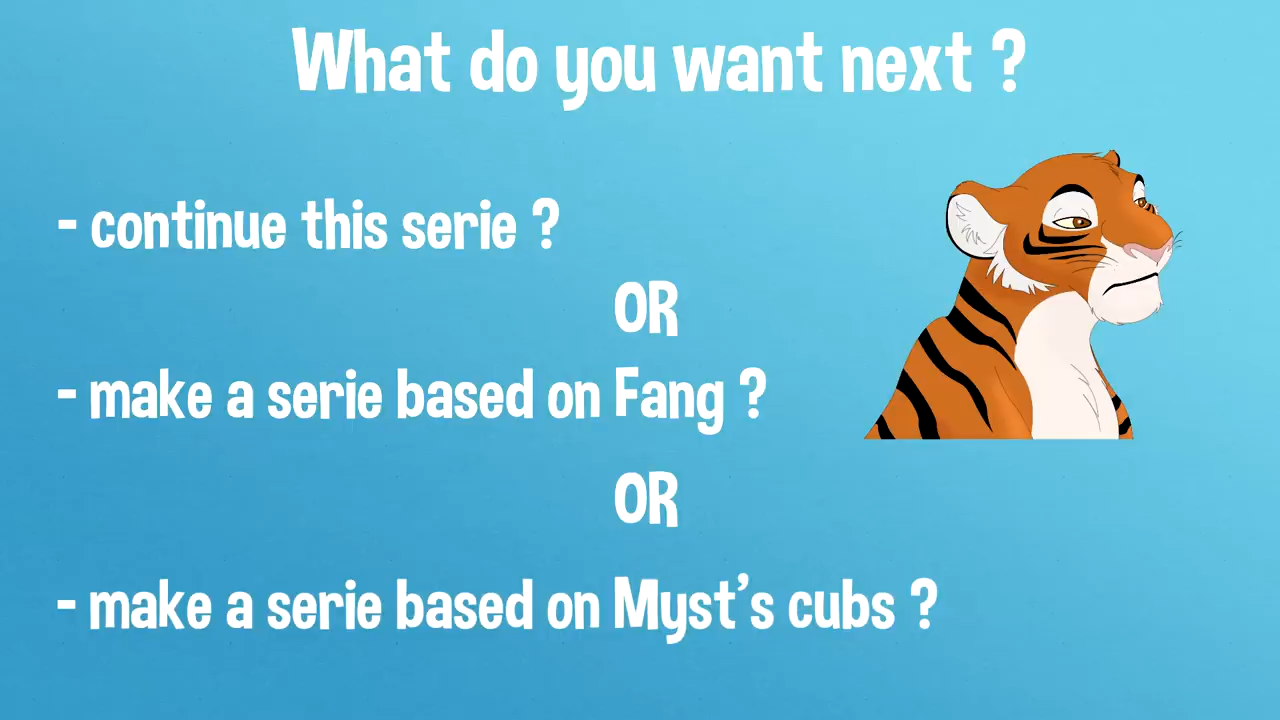 What do you want next ?
- continue this serie ?
OR
- make a serie based on Fang ?
OR
- make a serie based on Myst's cubs ?